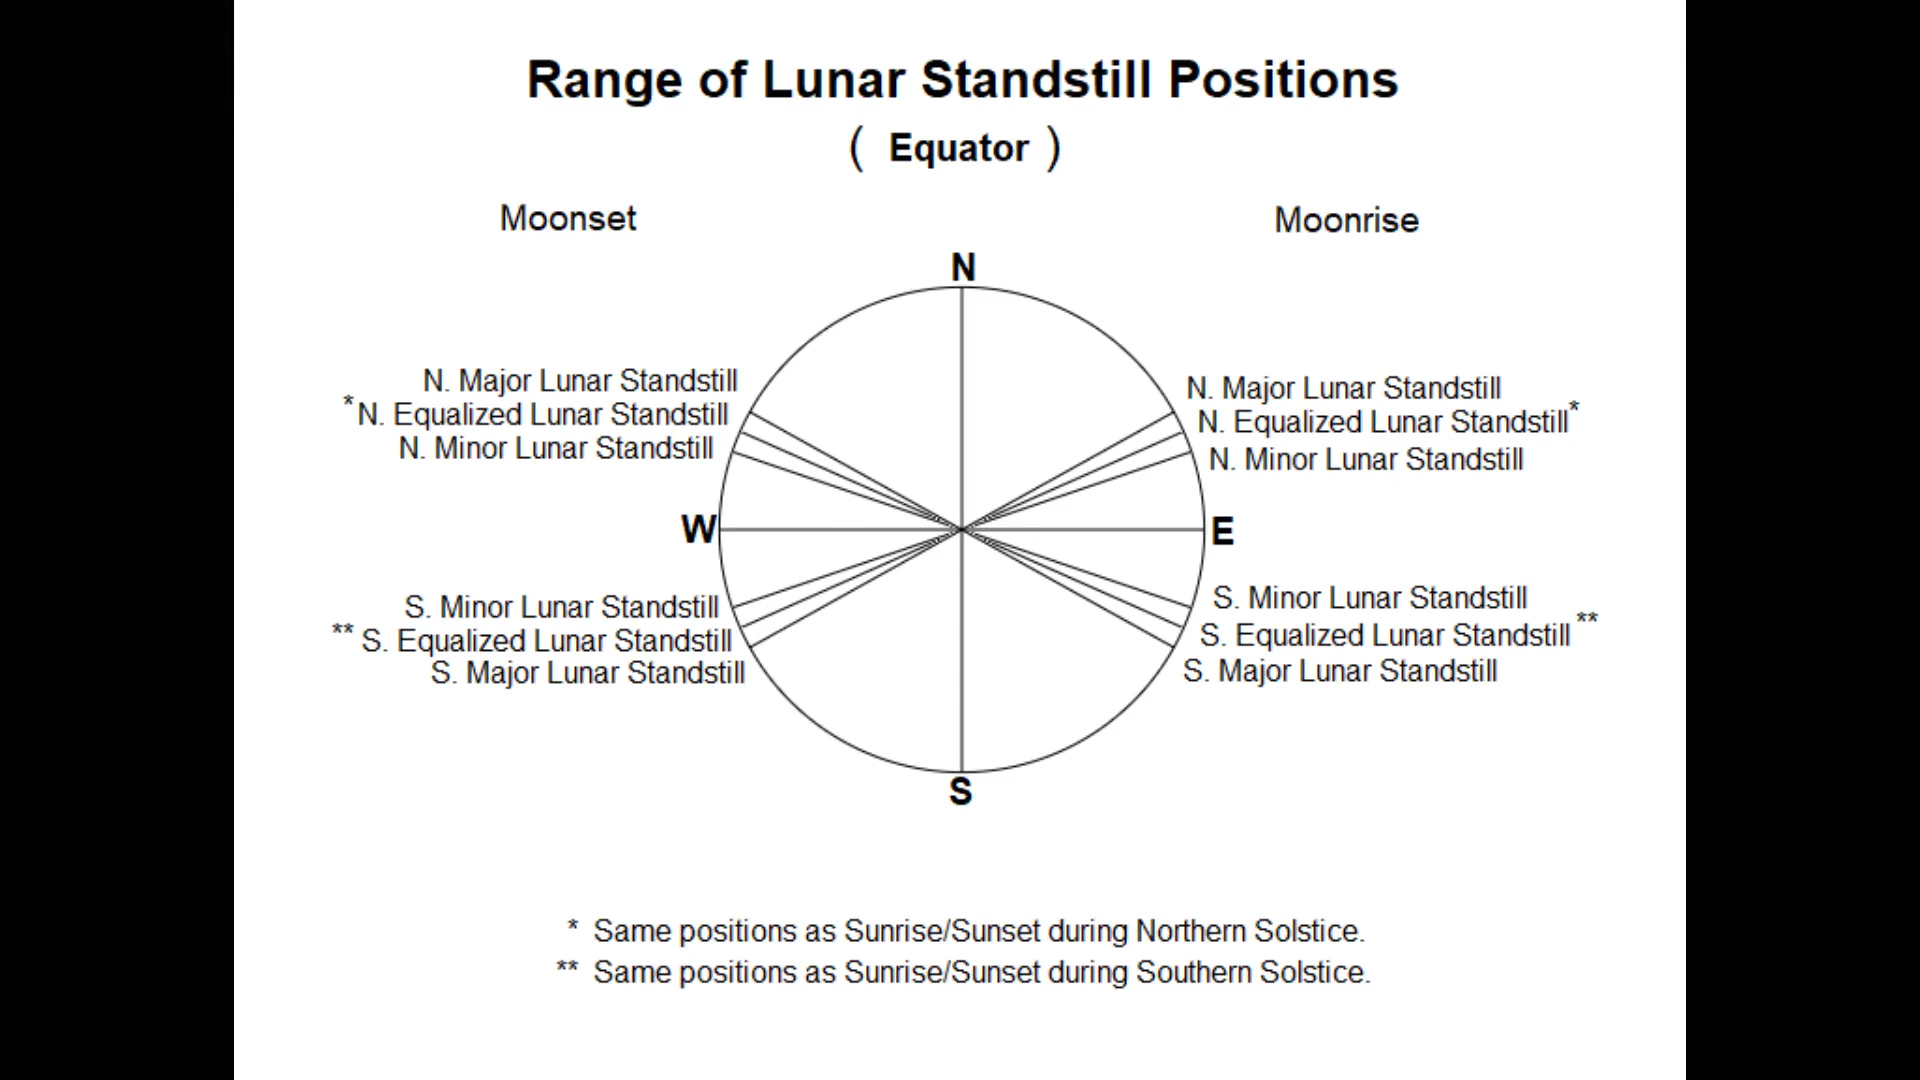 Range of Lunar Standstill Positions
( Equator )
Moonset
Moonrise
N
N. Major Lunar Standstill
* N. Equalized Lunar Standstill
N. Minor Lunar Standstill
N. Major Lunar Standstill
N. Equalized Lunar Standstill *
N. Minor Lunar Standstill
W
E
S. Minor Lunar Standstill
** S. Equalized Lunar Standstill
S. Major Lunar Standstill
S. Minor Lunar Standstill
S. Equalized Lunar Standstill **
S. Major Lunar Standstill
S
* Same positions as Sunrise/Sunset during Northern Solstice.
** Same positions as Sunrise/Sunset during Southern Solstice.